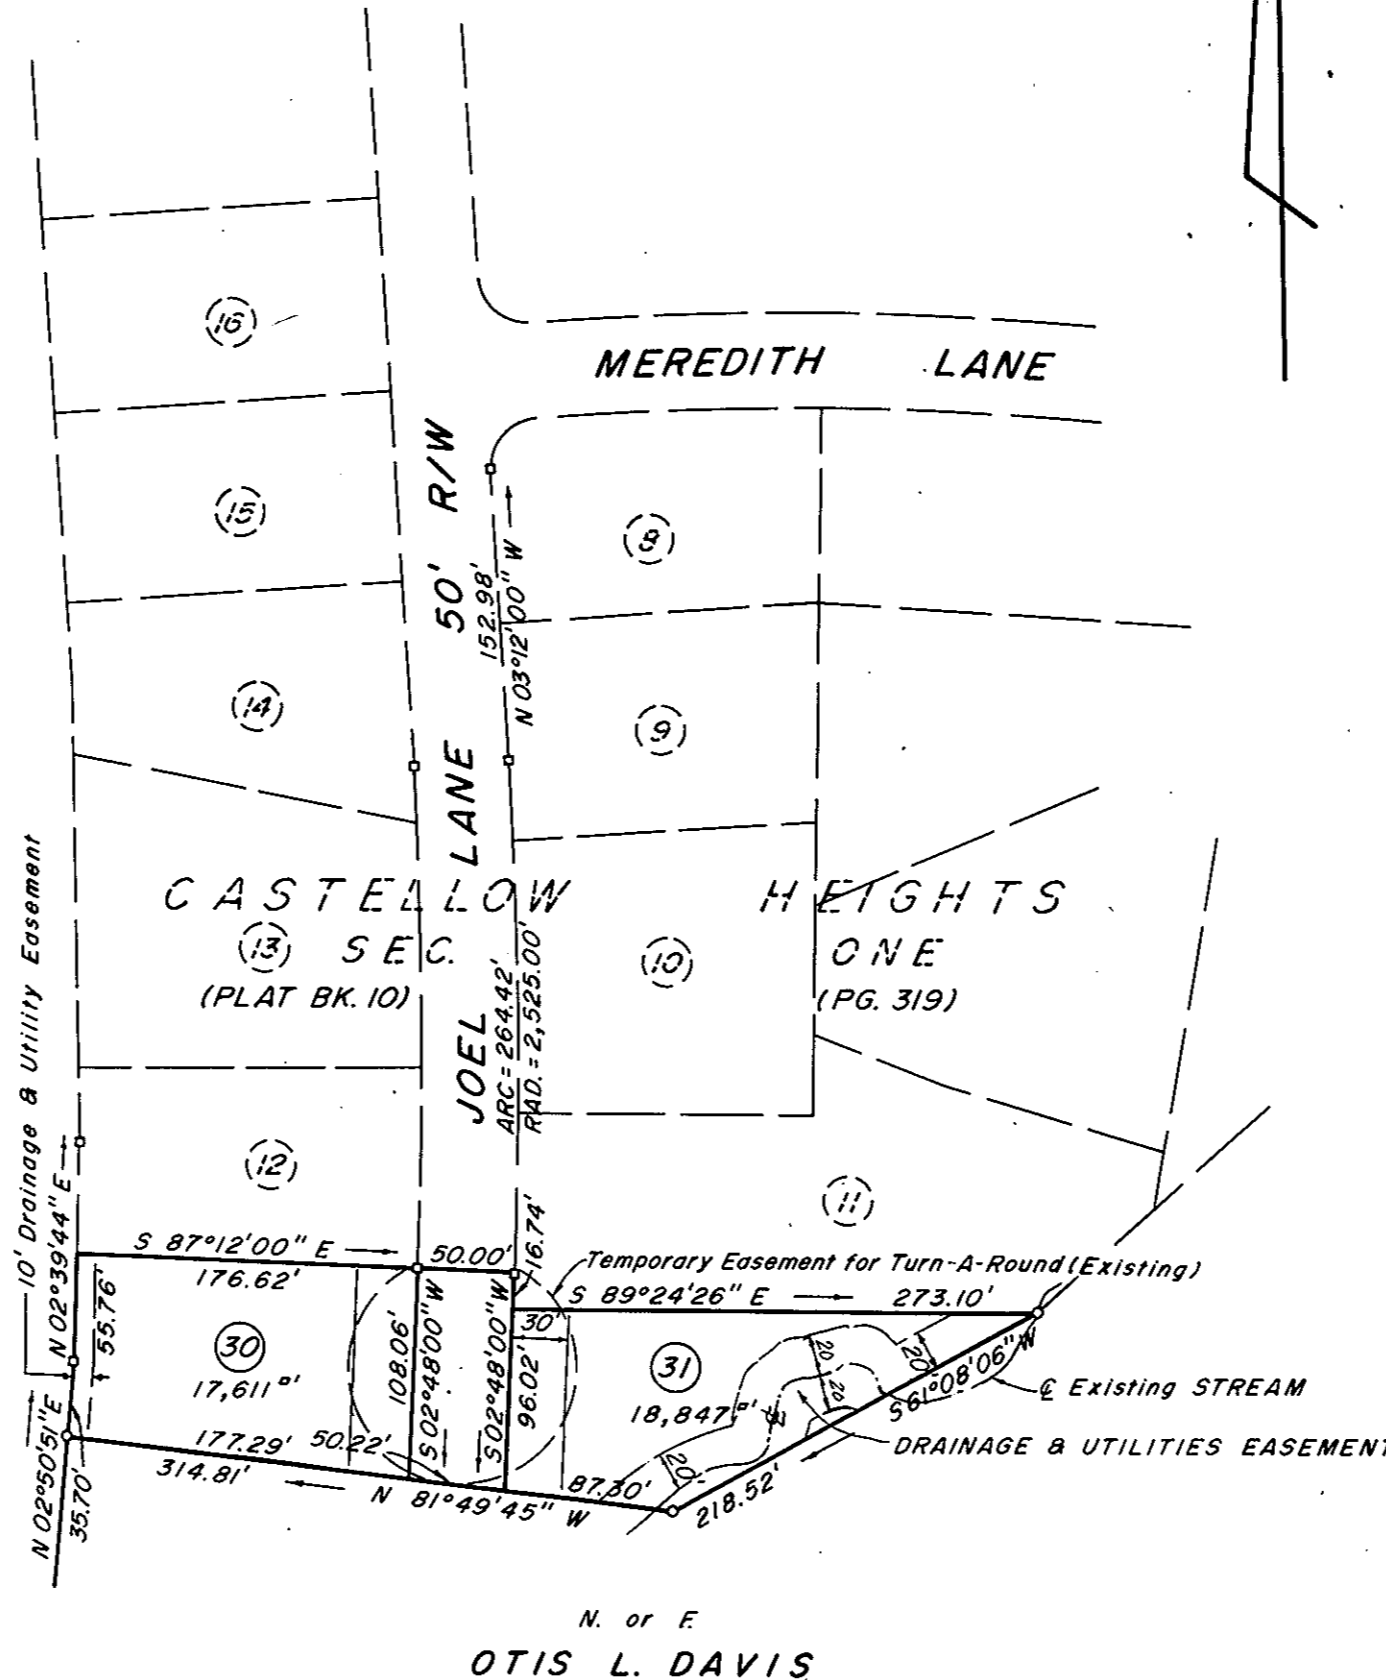 16
MEREDITH LANE
15
8
JOEL LANE 50' R/W
152.98'
N 03°12'00" W
14
9
CASTELLOW HEIGHTS
13 SEC. ONE
(PLAT BK. 10) (PG. 319)
10
ARC = 264.42'
RAD. = 2,525.00'
10' Drainage & Utility Easement
12
11
N 02°39'44" E
55.76'
S 87°12'00" E
176.62'
50.00'
16.74'
Temporary Easement for Turn-A-Round (Existing)
S 89°24'26" E 273.10'
30'
30
17,611 □'
108.06'
S 02°48'00" W
S 02°48'00" W
96.02'
31
18,847 □'
20
20
20'
20'
S 61°08'06" W
218.52'
℄ Existing STREAM
DRAINAGE & UTILITIES EASEMENT
N 02°50'51" E
35.70'
177.29'
50.22'
87.30'
314.81'
N 81°49'45" W
N. or F.
OTIS L. DAVIS